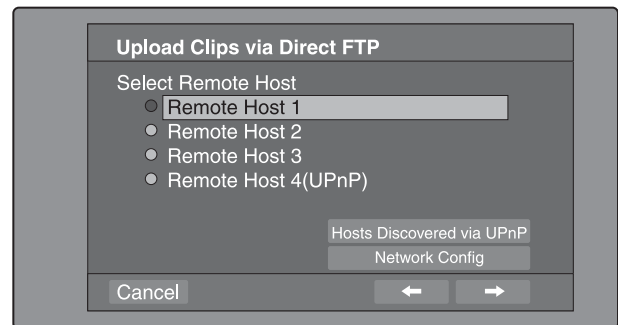 Upload Clips via Direct FTP
Select Remote Host
Remote Host 1
Remote Host 2
Remote Host 3
Remote Host 4(UPnP)
Hosts Discovered via UPnP
Network Config
Cancel